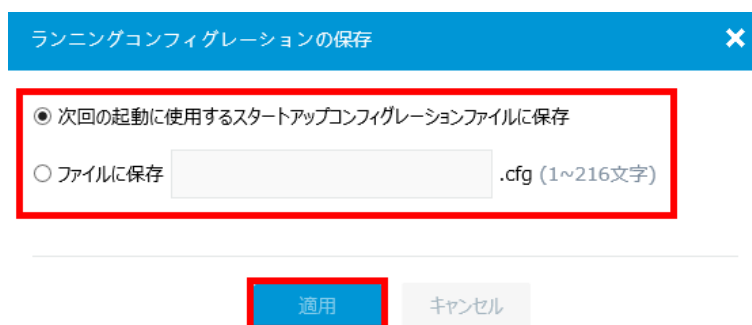 ランニングコンフィグレーションの保存
次回の起動に使用するスタートアップコンフィグレーションファイルに保存
ファイルに保存 .cfg (1~216文字)
適用 キャンセル